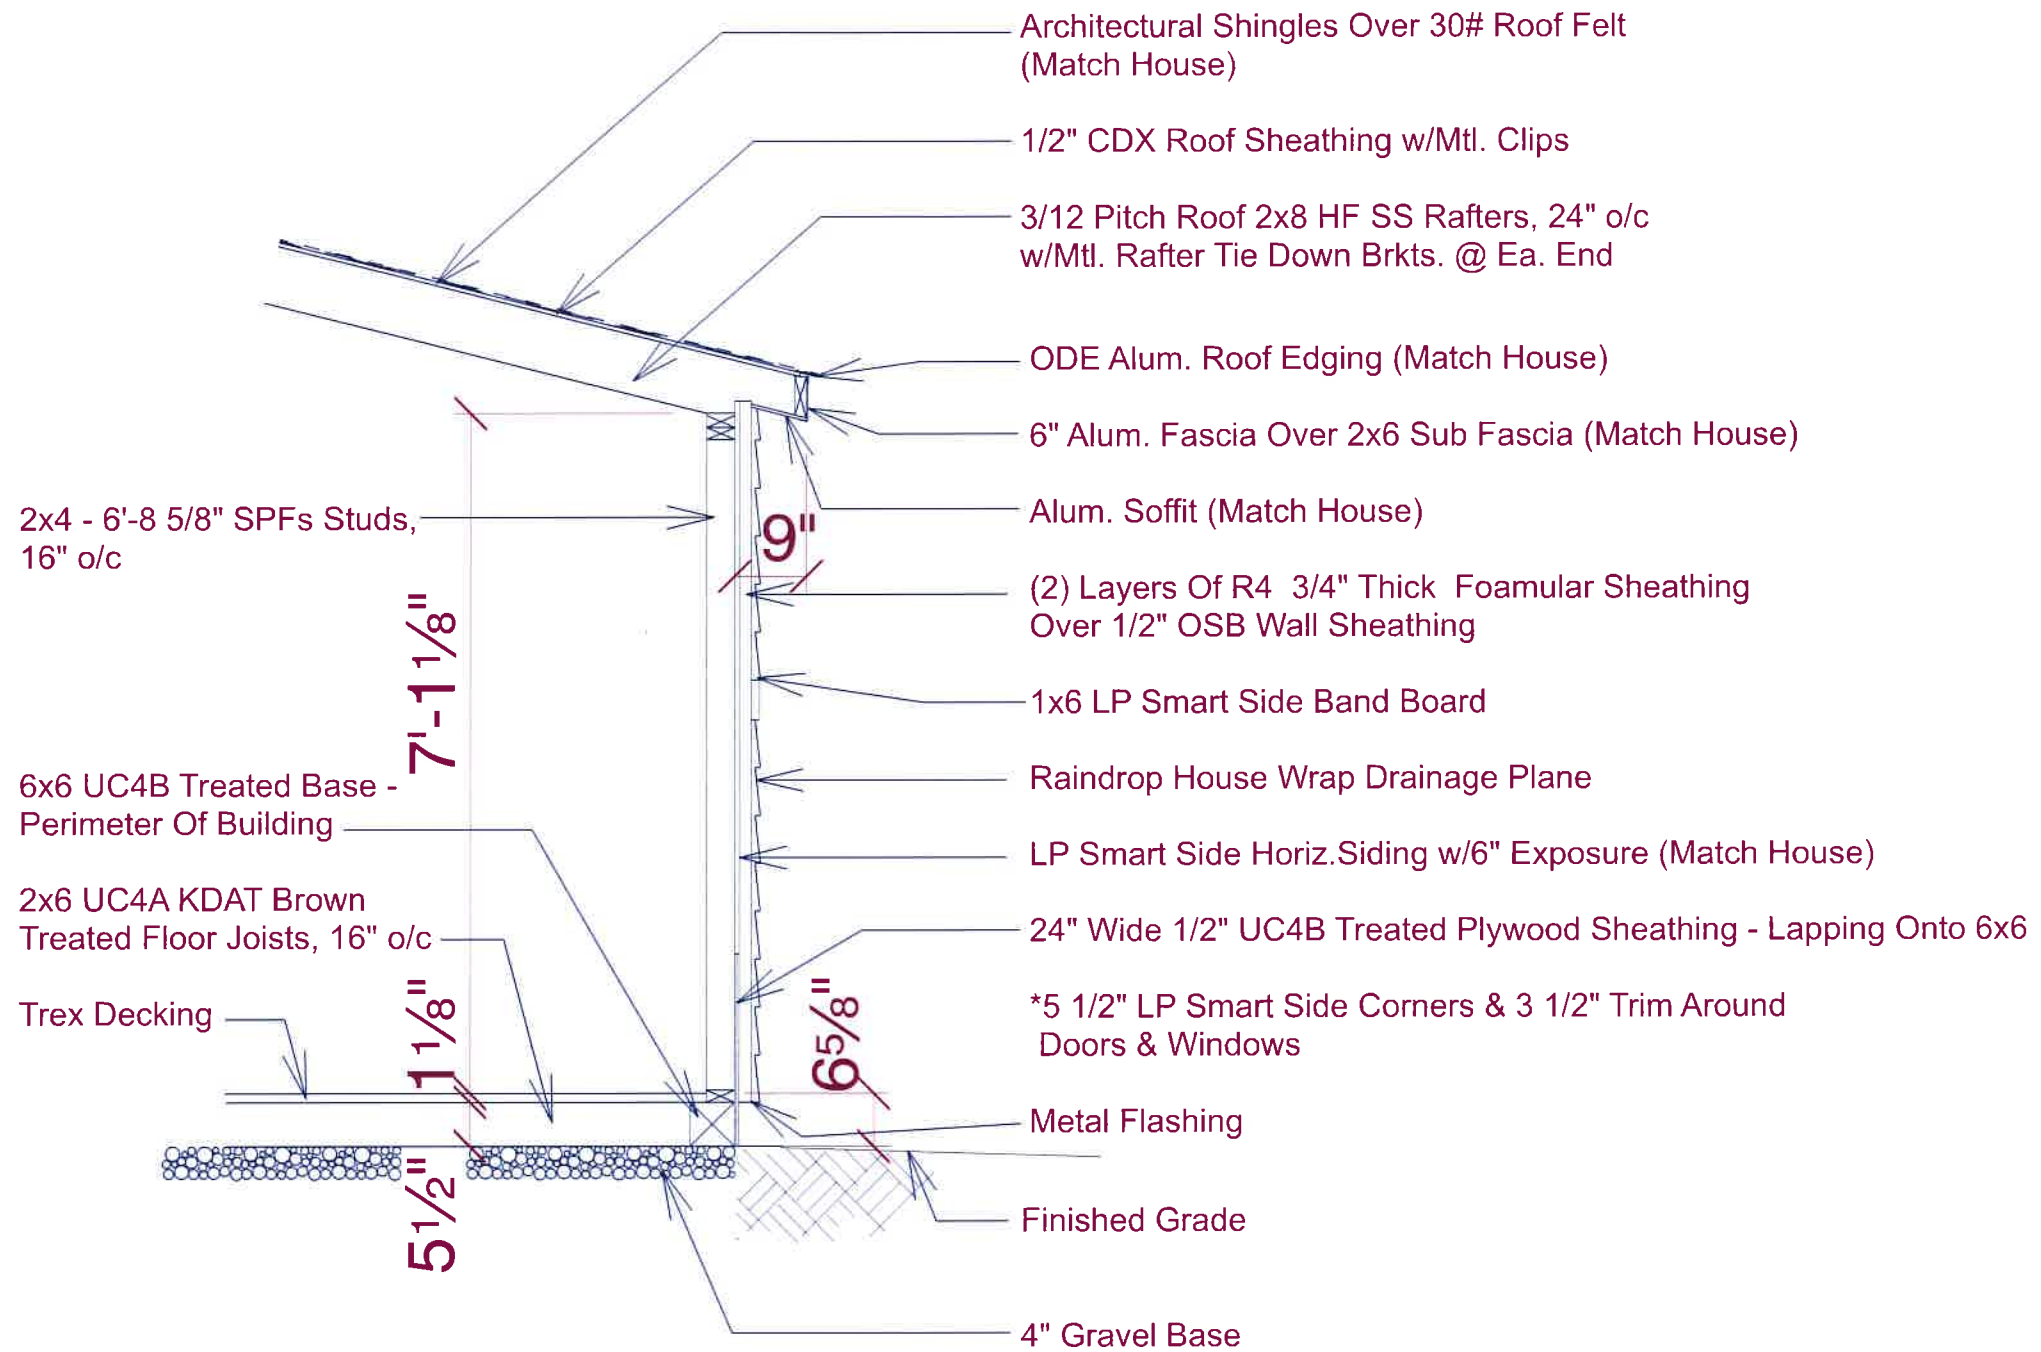 Architectural Shingles Over 30# Roof Felt
(Match House)
1/2" CDX Roof Sheathing w/Mtl. Clips
3/12 Pitch Roof 2x8 HF SS Rafters, 24" o/c
w/Mtl. Rafter Tie Down Brkts. @ Ea. End
ODE Alum. Roof Edging (Match House)
6" Alum. Fascia Over 2x6 Sub Fascia (Match House)
Alum. Soffit (Match House)
9"
(2) Layers Of R4 3/4" Thick Foamular Sheathing
Over 1/2" OSB Wall Sheathing
1x6 LP Smart Side Band Board
Raindrop House Wrap Drainage Plane
LP Smart Side Horiz.Siding w/6" Exposure (Match House)
24" Wide 1/2" UC4B Treated Plywood Sheathing - Lapping Onto 6x6
*5 1/2" LP Smart Side Corners & 3 1/2" Trim Around
Doors & Windows
6 5/8"
Metal Flashing
Finished Grade
4" Gravel Base
2x4 - 6'-8 5/8" SPFs Studs,
16" o/c
7'-1 1/8"
6x6 UC4B Treated Base -
Perimeter Of Building
2x6 UC4A KDAT Brown
Treated Floor Joists, 16" o/c
Trex Decking
1 1/8"
5 1/2"